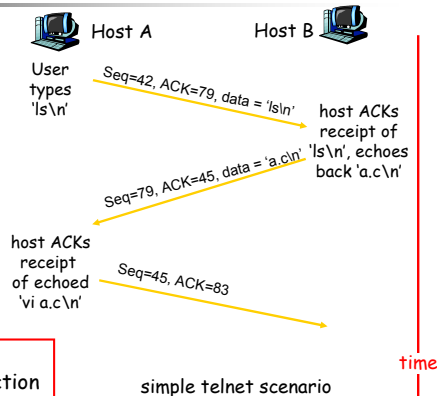 Host A
Host B
User
types
'ls\n'
Seq=42, ACK=79, data = 'ls\n'
host ACKs
receipt of
'ls\n', echoes
back 'a.c\n'
Seq=79, ACK=45, data = 'a.c\n'
host ACKs
receipt
of echoed
'vi a.c\n'
Seq=45, ACK=83
time
simple telnet scenario